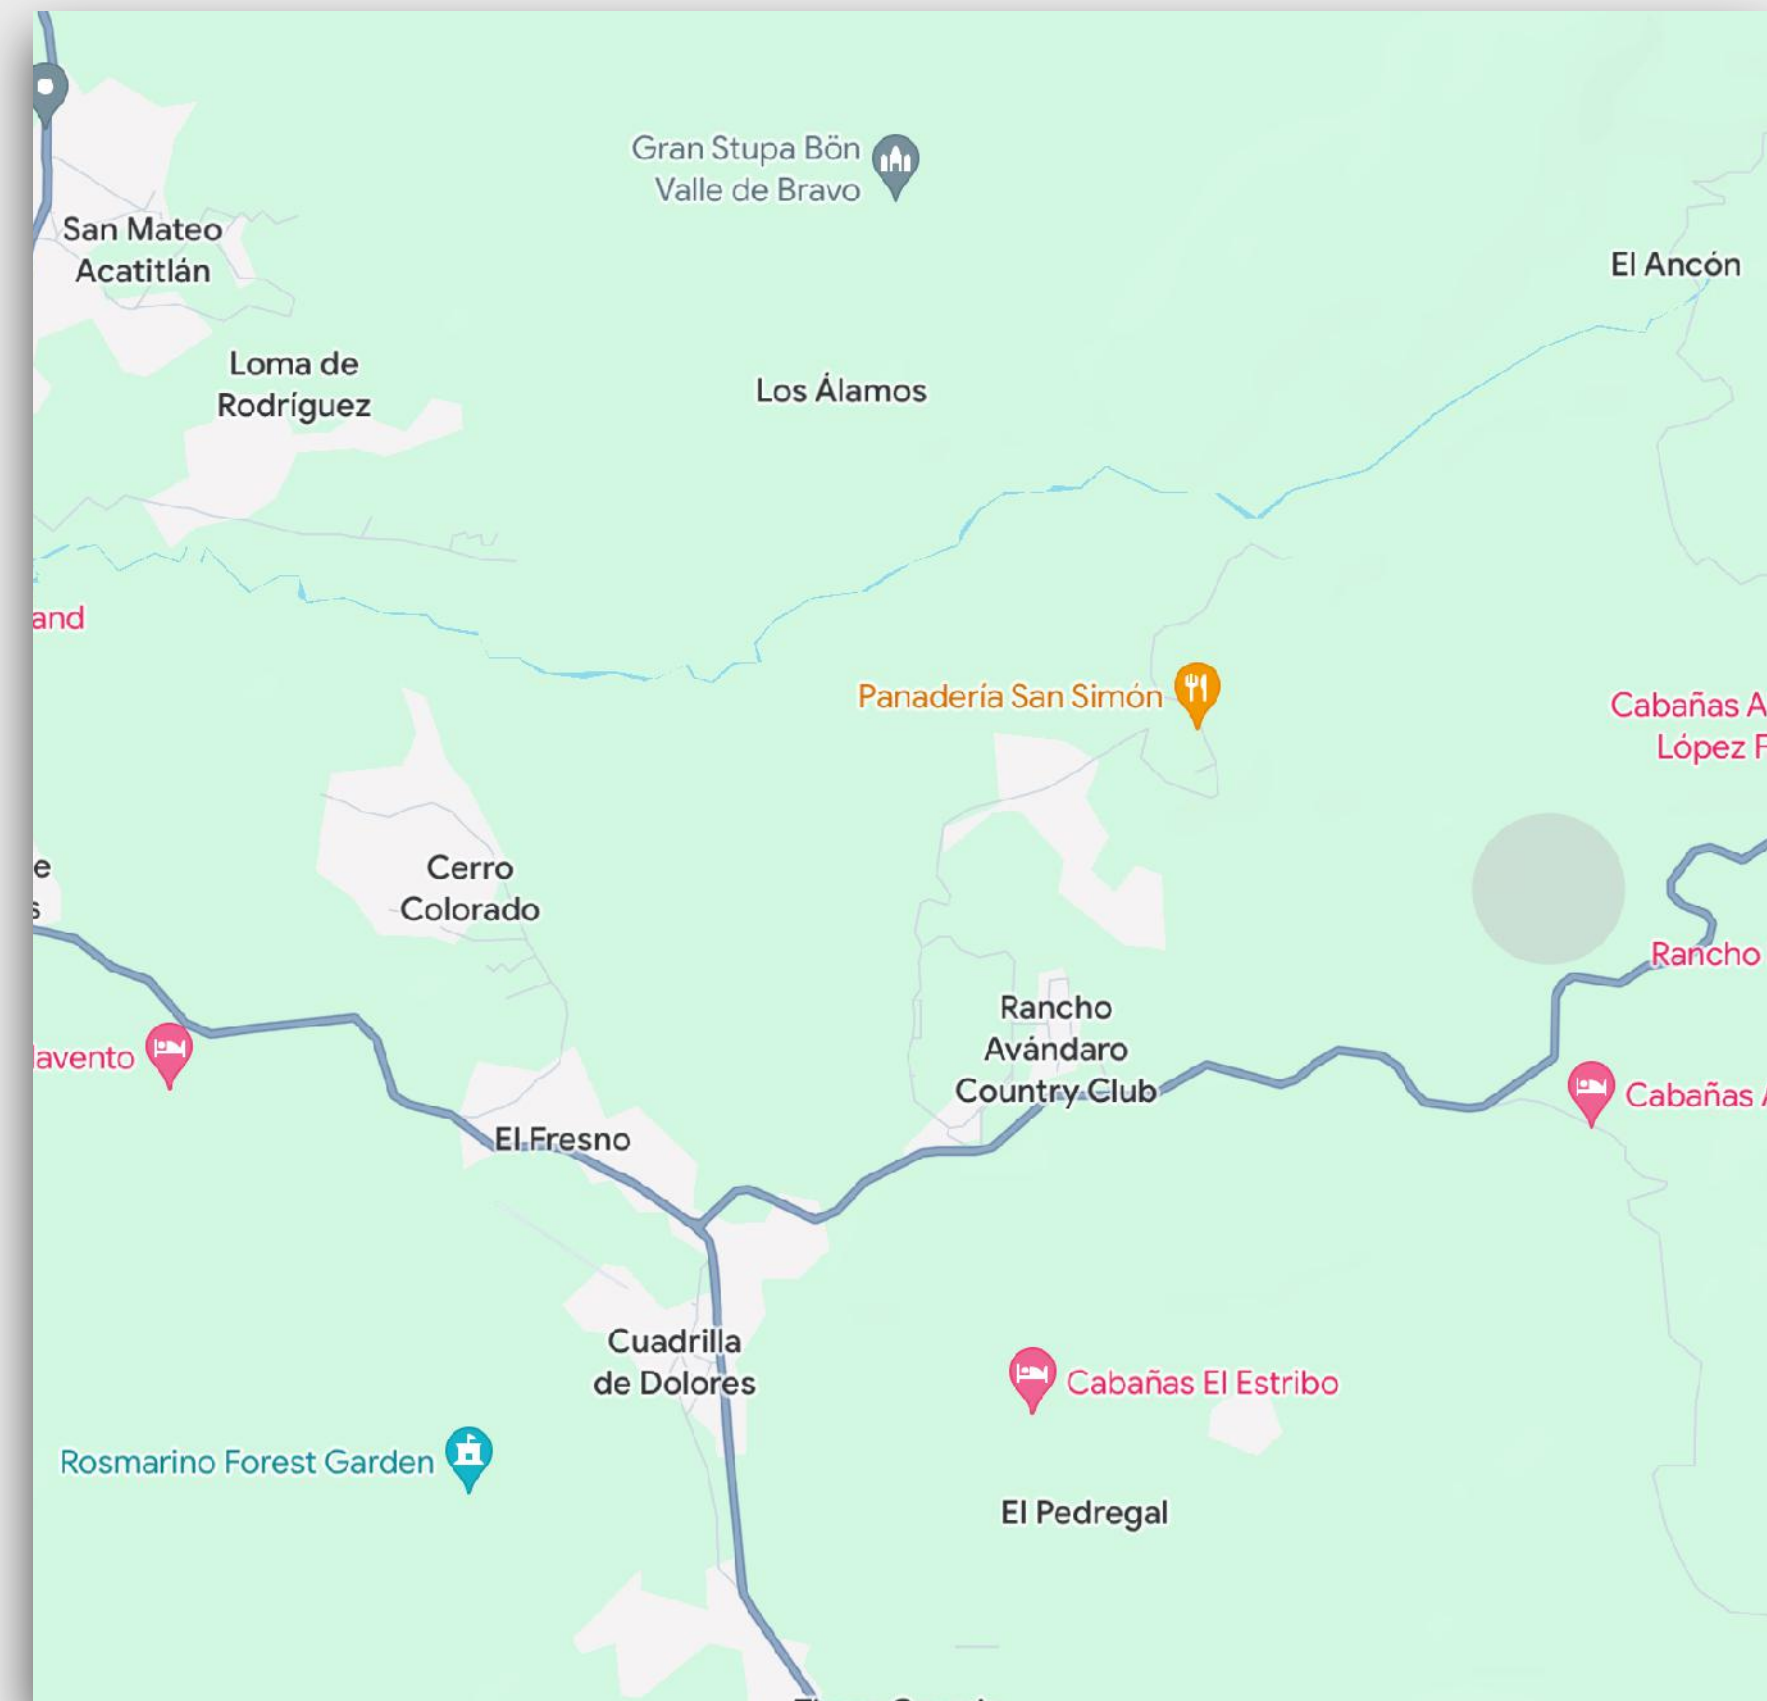 Gran Stupa Bön
Valle de Bravo
San Mateo
Acatitlán
El Ancón
Loma de
Rodríguez
Los Álamos
and
Panadería San Simón
Cabañas A
López F
Cerro
Colorado
e
s
Rancho
Rancho
Avándaro
Country Club
lavento
Cabañas A
El Fresno
Cuadrilla
de Dolores
Cabañas El Estribo
Rosmarino Forest Garden
El Pedregal